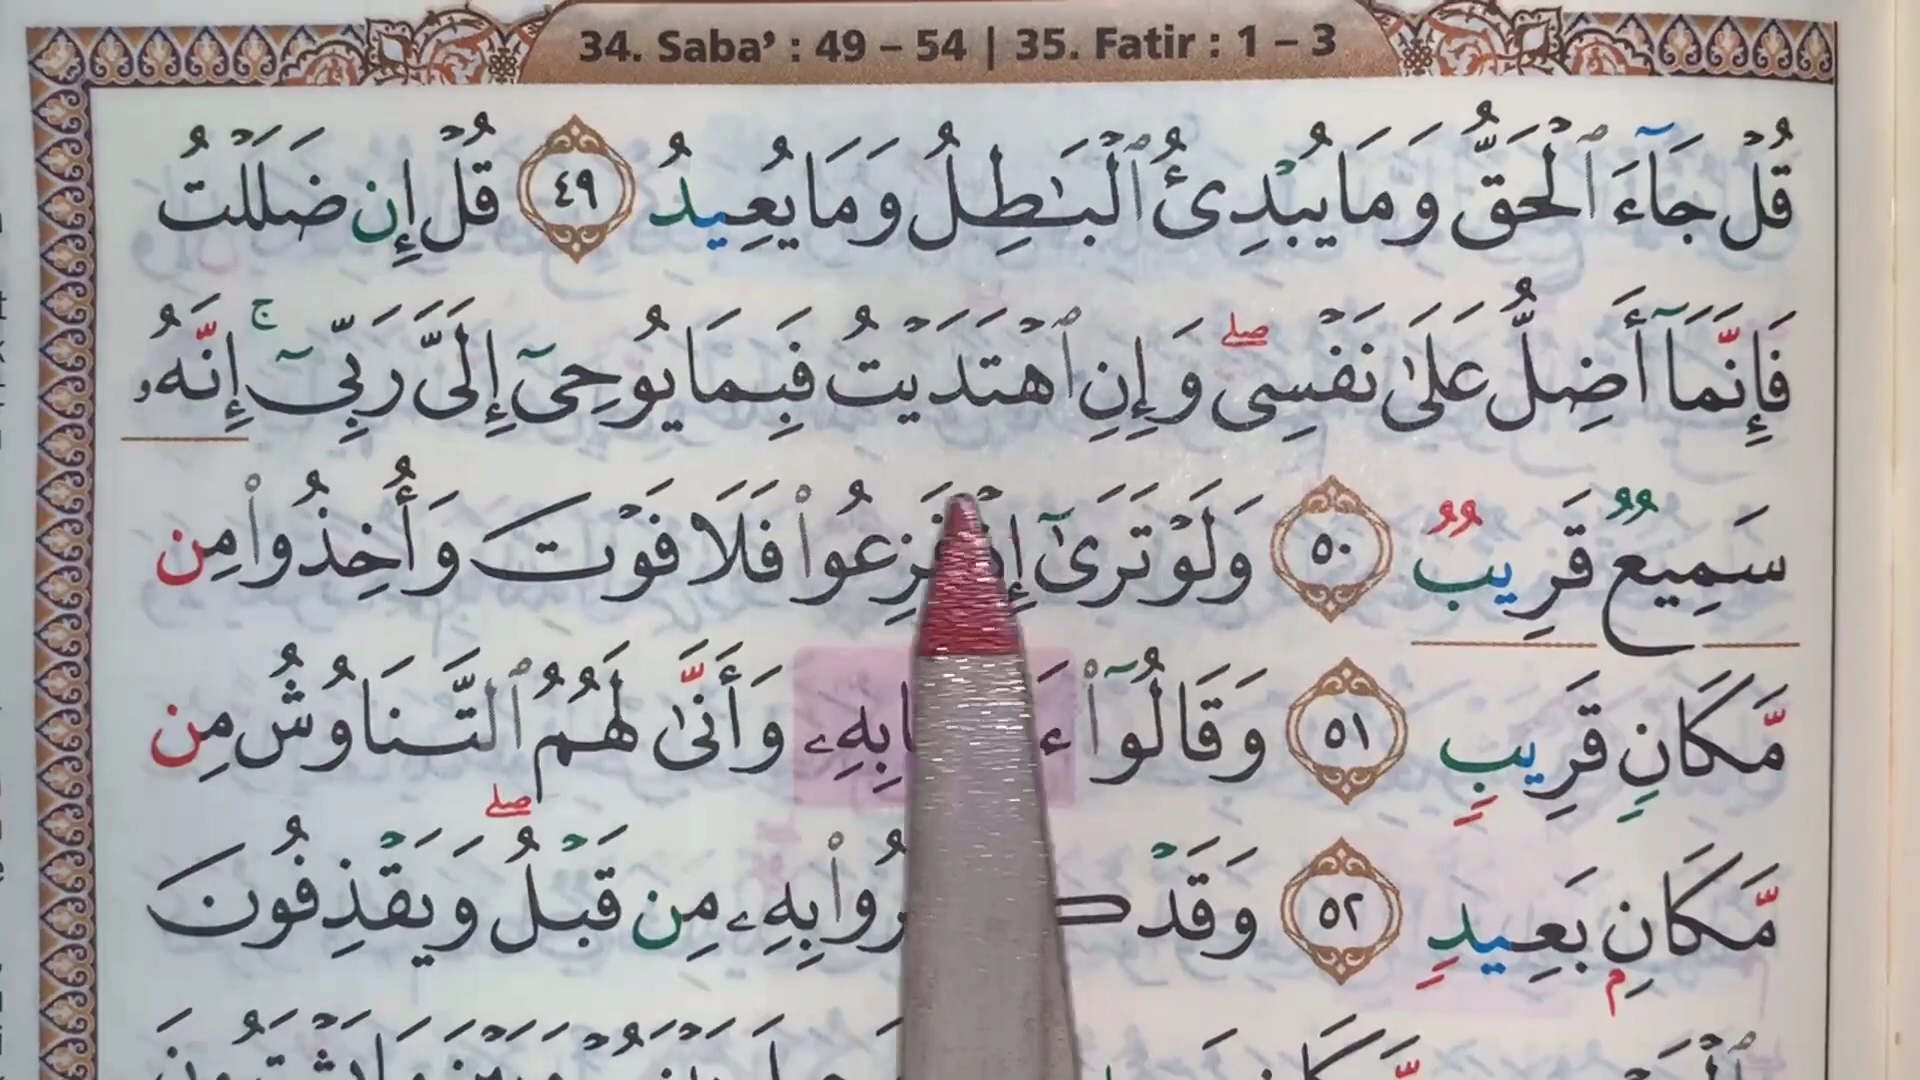 34. Saba’ : 49 – 54 | 35. Fatir : 1 – 3
قُلْ جَآءَ ٱلْحَقُّ وَمَا يُبْدِئُ ٱلْبَٰطِلُ وَمَا يُعِيدُ ٤٩ قُلْ إِن ضَلَلْتُ
فَإِنَّمَآ أَضِلُّ عَلَىٰ نَفْسِى ۖ وَإِنِ ٱهْتَدَيْتُ فَبِمَا يُوحِىٓ إِلَىَّ رَبِّىٓ ۚ إِنَّهُۥ
سَمِيعٌ قَرِيبٌ ٥٠ وَلَوْ تَرَىٰٓ إِذْ فَزِعُوا۟ فَلَا فَوْتَ وَأُخِذُوا۟ مِن
مَّكَانٍ قَرِيبٍ ٥١ وَقَالُوٓا۟ بِهِۦ وَأَنَّىٰ لَهُمُ ٱلتَّنَاوُشُ مِن
مَّكَانٍۭ بَعِيدٍ ٥٢ وَقَدْ بِهِۦ مِن قَبْلُ ۖ وَيَقْذِفُونَ